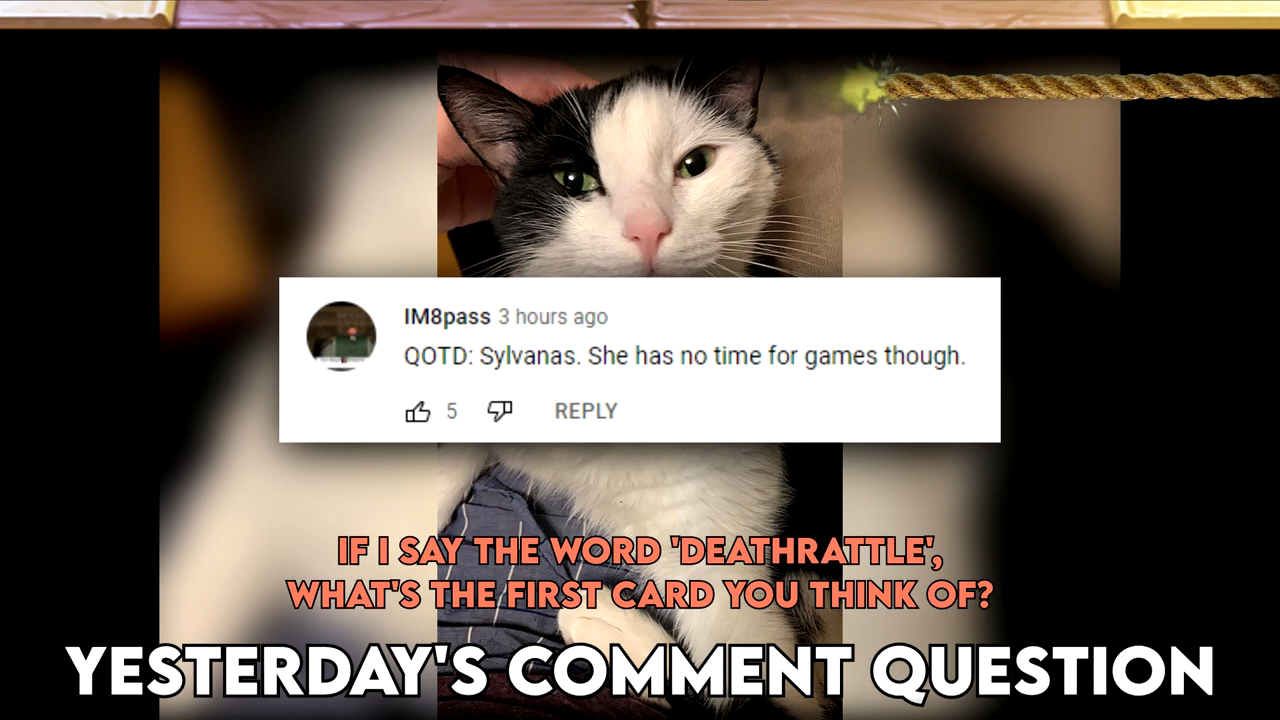 IM8pass 3 hours ago
QOTD: Sylvanas. She has no time for games though.
5 REPLY
IF I SAY THE WORD 'DEATHRATTLE',
WHAT'S THE FIRST CARD YOU THINK OF?
YESTERDAY'S COMMENT QUESTION